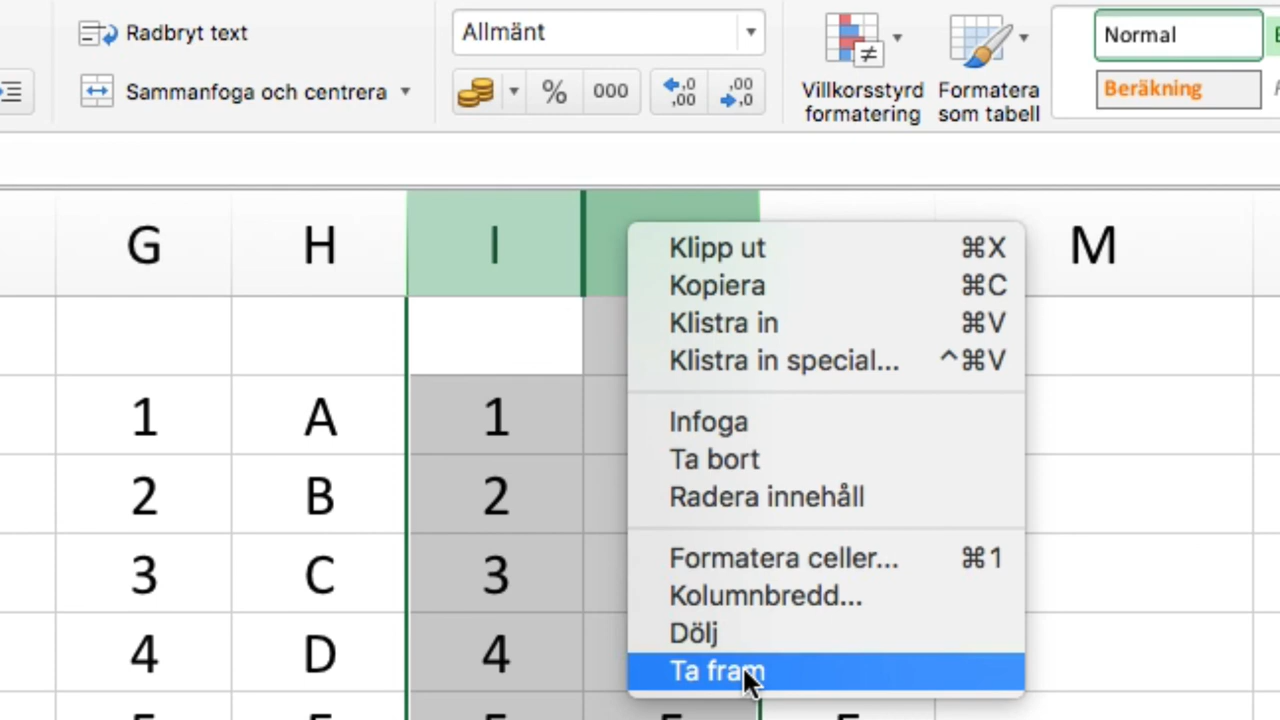 Radbryt text
Allmänt
Normal
Sammanfoga och centrera
% 000 ,0 ,00 ,00 ,0
Villkorsstyrd formatering
Formatera som tabell
Beräkning
G H I M
Klipp ut ⌘X
Kopiera ⌘C
Klistra in ⌘V
Klistra in special... ^⌘V
Infoga
Ta bort
Radera innehåll
Formatera celler... ⌘1
Kolumnbredd...
Dölj
Ta fram
1 A 1
2 B 2
3 C 3
4 D 4